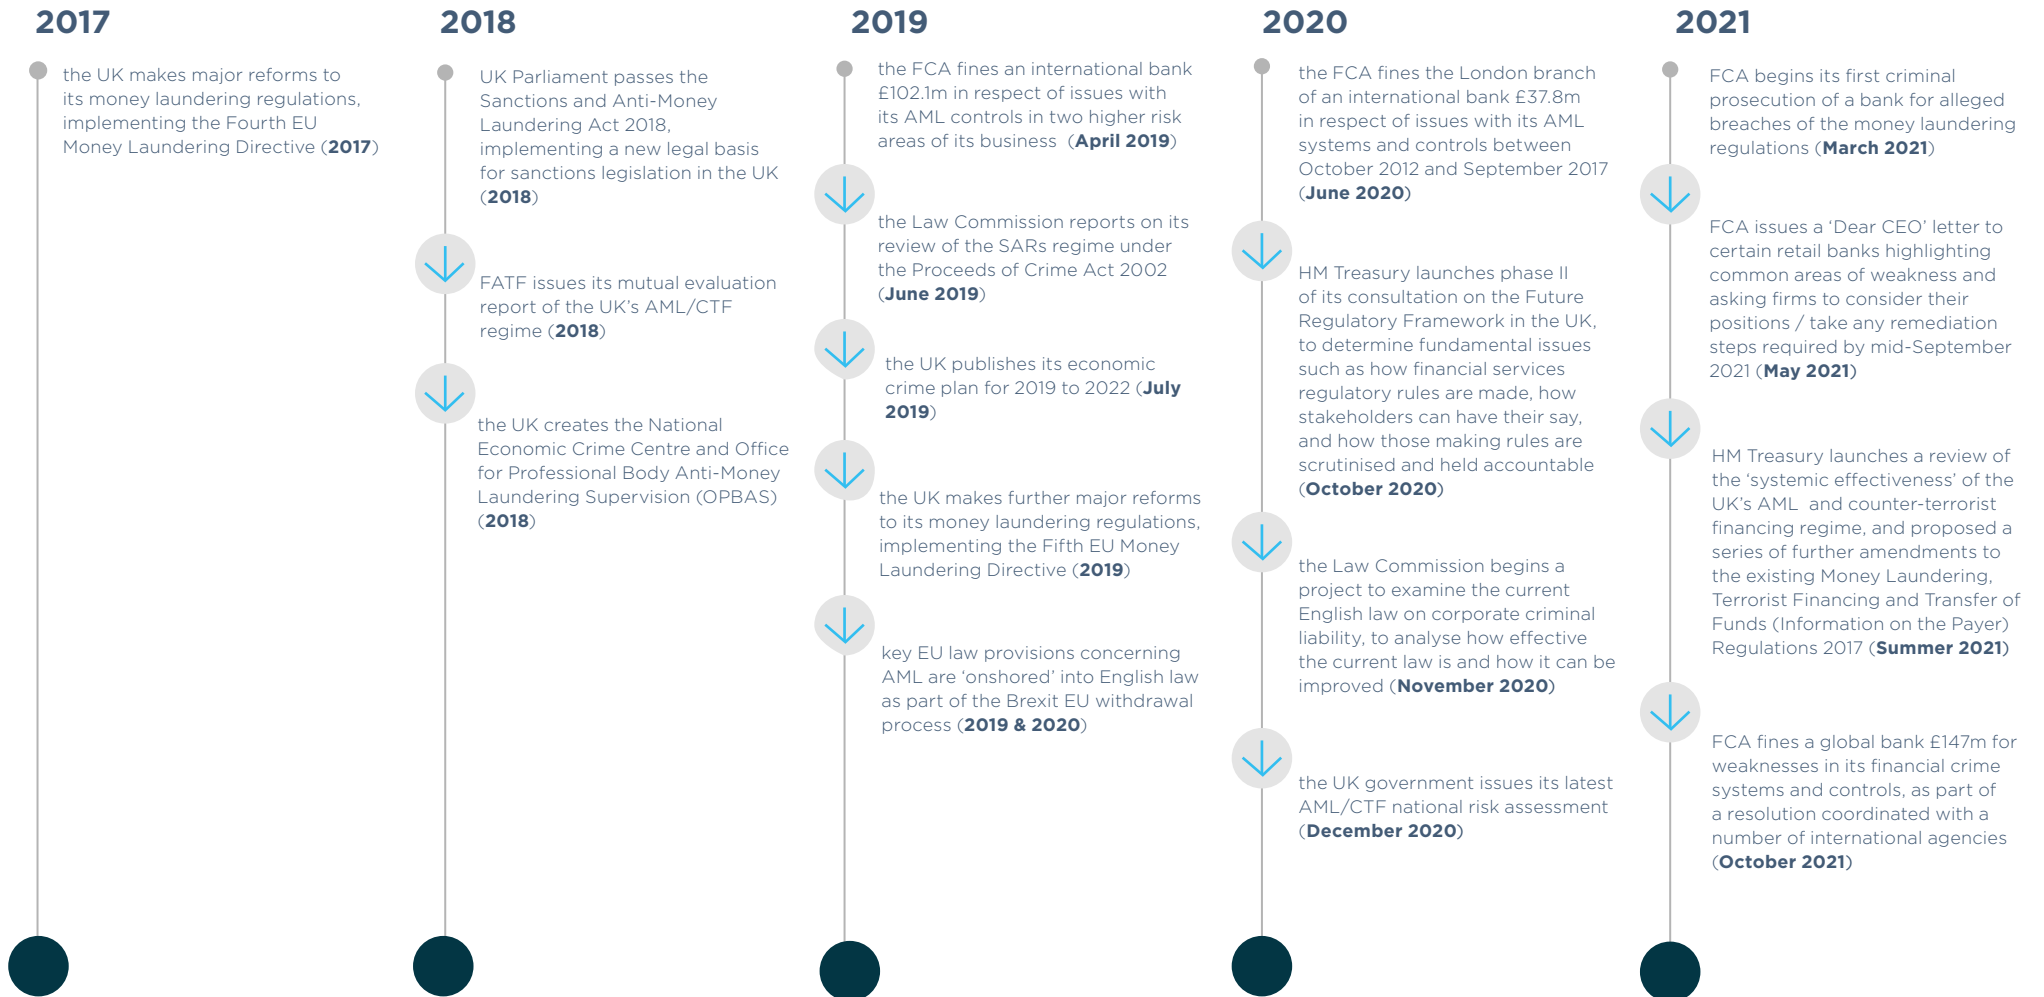 2017
the UK makes major reforms to
its money laundering regulations,
implementing the Fourth EU
Money Laundering Directive (2017)
2018
UK Parliament passes the
Sanctions and Anti-Money
Laundering Act 2018,
implementing a new legal basis
for sanctions legislation in the UK
(2018)
FATF issues its mutual evaluation
report of the UK's AML/CTF
regime (2018)
the UK creates the National
Economic Crime Centre and Office
for Professional Body Anti-Money
Laundering Supervision (OPBAS)
(2018)
2019
the FCA fines an international bank
£102.1m in respect of issues with
its AML controls in two higher risk
areas of its business (April 2019)
the Law Commission reports on its
review of the SARs regime under
the Proceeds of Crime Act 2002
(June 2019)
the UK publishes its economic
crime plan for 2019 to 2022 (July
2019)
the UK makes further major reforms
to its money laundering regulations,
implementing the Fifth EU Money
Laundering Directive (2019)
key EU law provisions concerning
AML are 'onshored' into English law
as part of the Brexit EU withdrawal
process (2019 & 2020)
2020
the FCA fines the London branch
of an international bank £37.8m
in respect of issues with its AML
systems and controls between
October 2012 and September 2017
(June 2020)
HM Treasury launches phase II
of its consultation on the Future
Regulatory Framework in the UK,
to determine fundamental issues
such as how financial services
regulatory rules are made, how
stakeholders can have their say,
and how those making rules are
scrutinised and held accountable
(October 2020)
the Law Commission begins a
project to examine the current
English law on corporate criminal
liability, to analyse how effective
the current law is and how it can be
improved (November 2020)
the UK government issues its latest
AML/CTF national risk assessment
(December 2020)
2021
FCA begins its first criminal
prosecution of a bank for alleged
breaches of the money laundering
regulations (March 2021)
FCA issues a 'Dear CEO' letter to
certain retail banks highlighting
common areas of weakness and
asking firms to consider their
positions / take any remediation
steps required by mid-September
2021 (May 2021)
HM Treasury launches a review of
the 'systemic effectiveness' of the
UK's AML and counter-terrorist
financing regime, and proposed a
series of further amendments to
the existing Money Laundering,
Terrorist Financing and Transfer of
Funds (Information on the Payer)
Regulations 2017 (Summer 2021)
FCA fines a global bank £147m for
weaknesses in its financial crime
systems and controls, as part of
a resolution coordinated with a
number of international agencies
(October 2021)